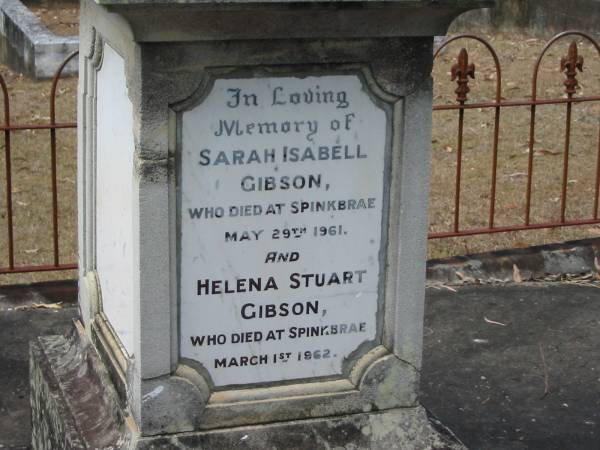 In Loving
Memory of
SARAH ISABELL
GIBSON,
WHO DIED AT SPINKBRAE
MAY 29TH 1961.
AND
HELENA STUART
GIBSON,
WHO DIED AT SPINKBRAE
MARCH 1ST 1962.